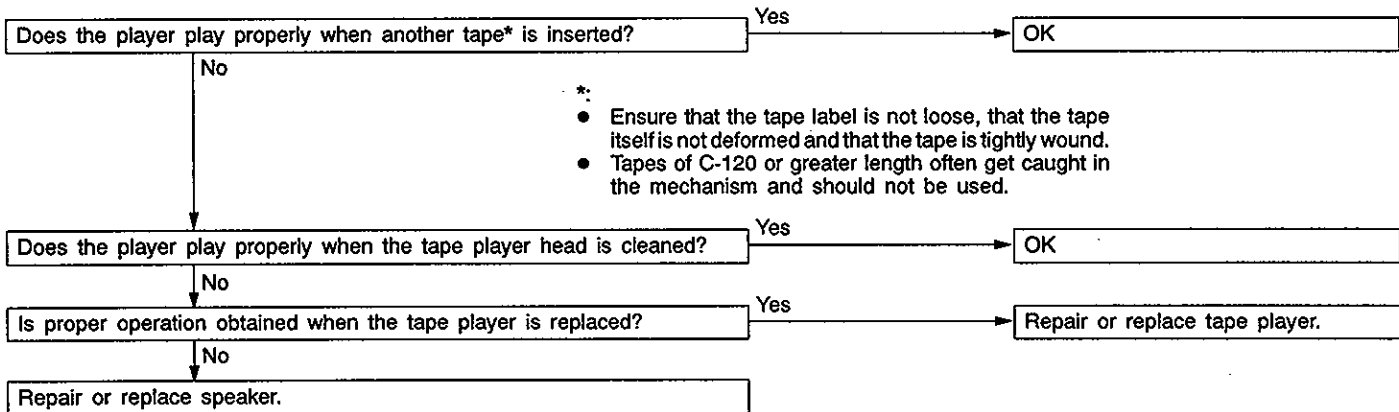 Does the player play properly when another tape* is inserted?
Yes
OK
No
*:
● Ensure that the tape label is not loose, that the tape
itself is not deformed and that the tape is tightly wound.
● Tapes of C-120 or greater length often get caught in
the mechanism and should not be used.
Does the player play properly when the tape player head is cleaned?
Yes
OK
No
Is proper operation obtained when the tape player is replaced?
Yes
Repair or replace tape player.
No
Repair or replace speaker.